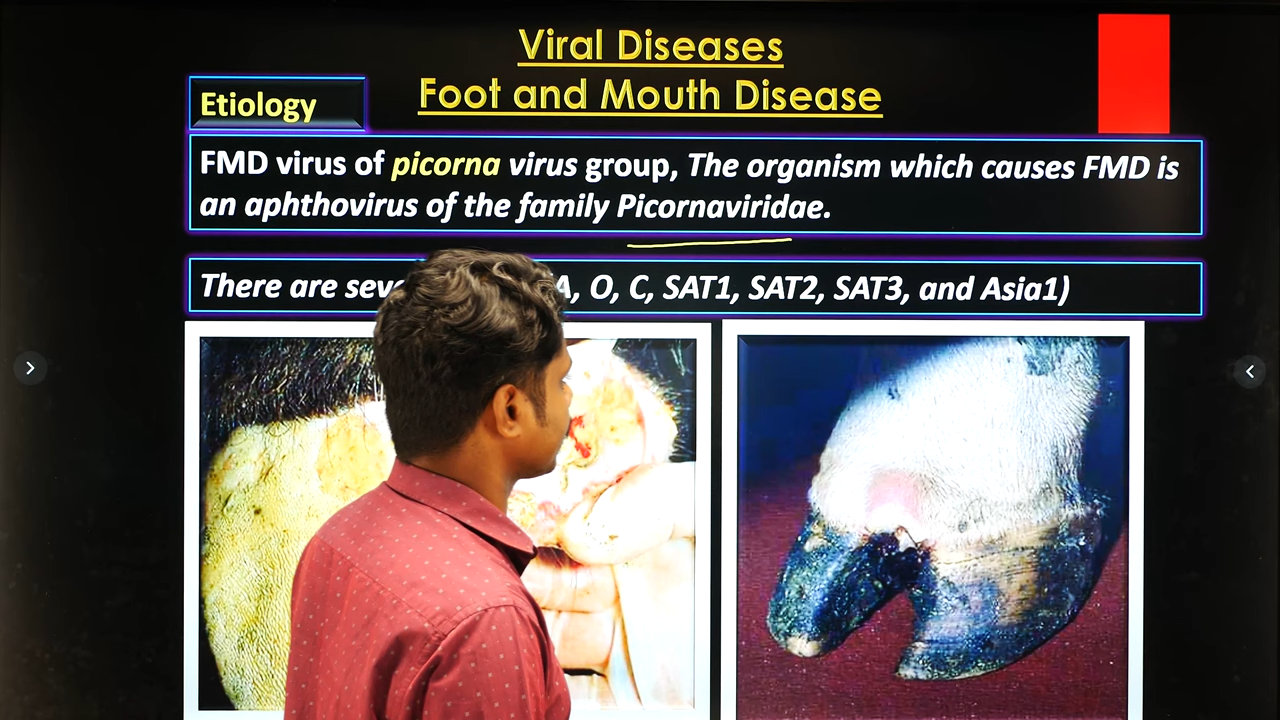 Viral Diseases
Foot and Mouth Disease
Etiology
FMD virus of picorna virus group, The organism which causes FMD is
an aphthovirus of the family Picornaviridae.
There are A, O, C, SAT1, SAT2, SAT3, and Asia1)